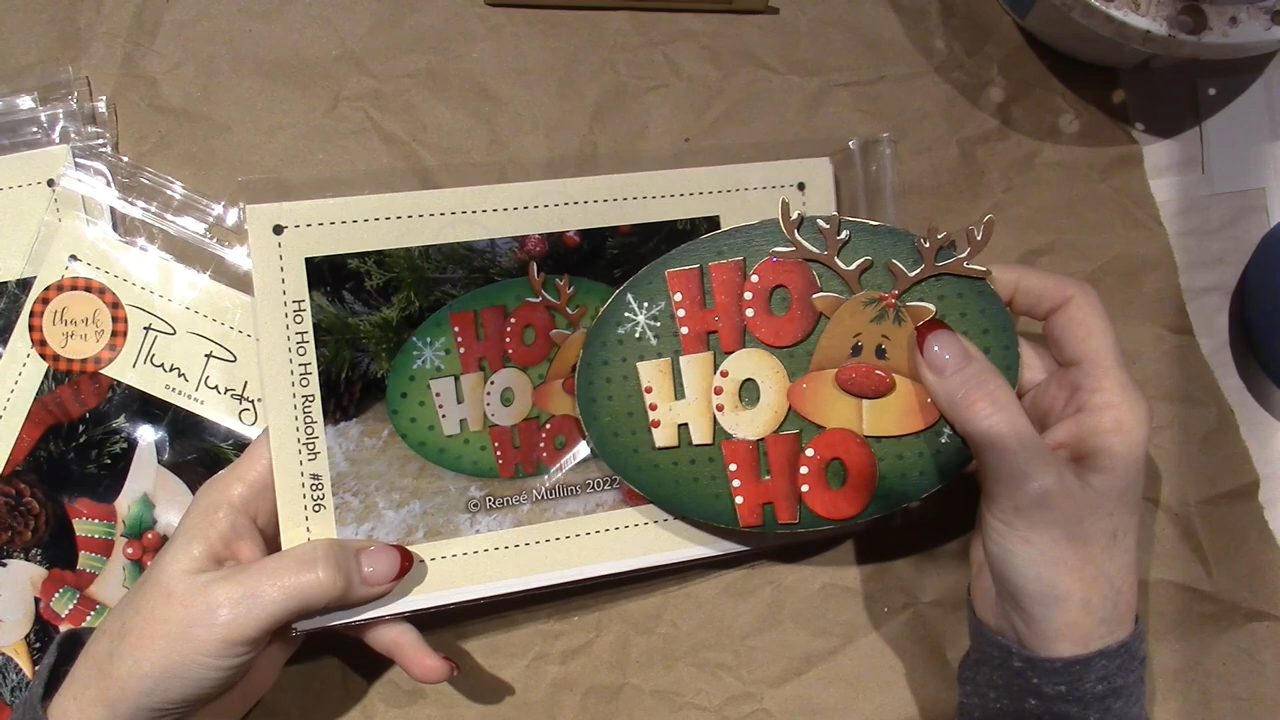 thank
you
Plum Purdy
DESIGNS
Ho Ho Ho Rudolph #836
HO
HO
HO
© Reneé Mullins 2022
HO
HO
HO